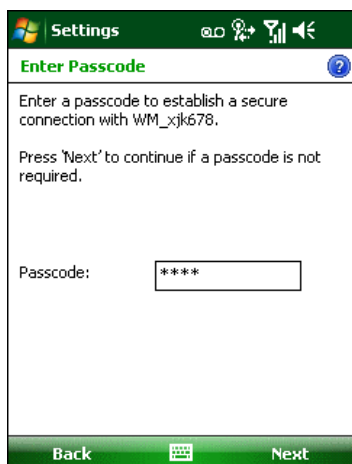 Settings
Enter Passcode
Enter a passcode to establish a secure
connection with WM_xjk678.
Press 'Next' to continue if a passcode is not
required.
Passcode: ****
Back Next